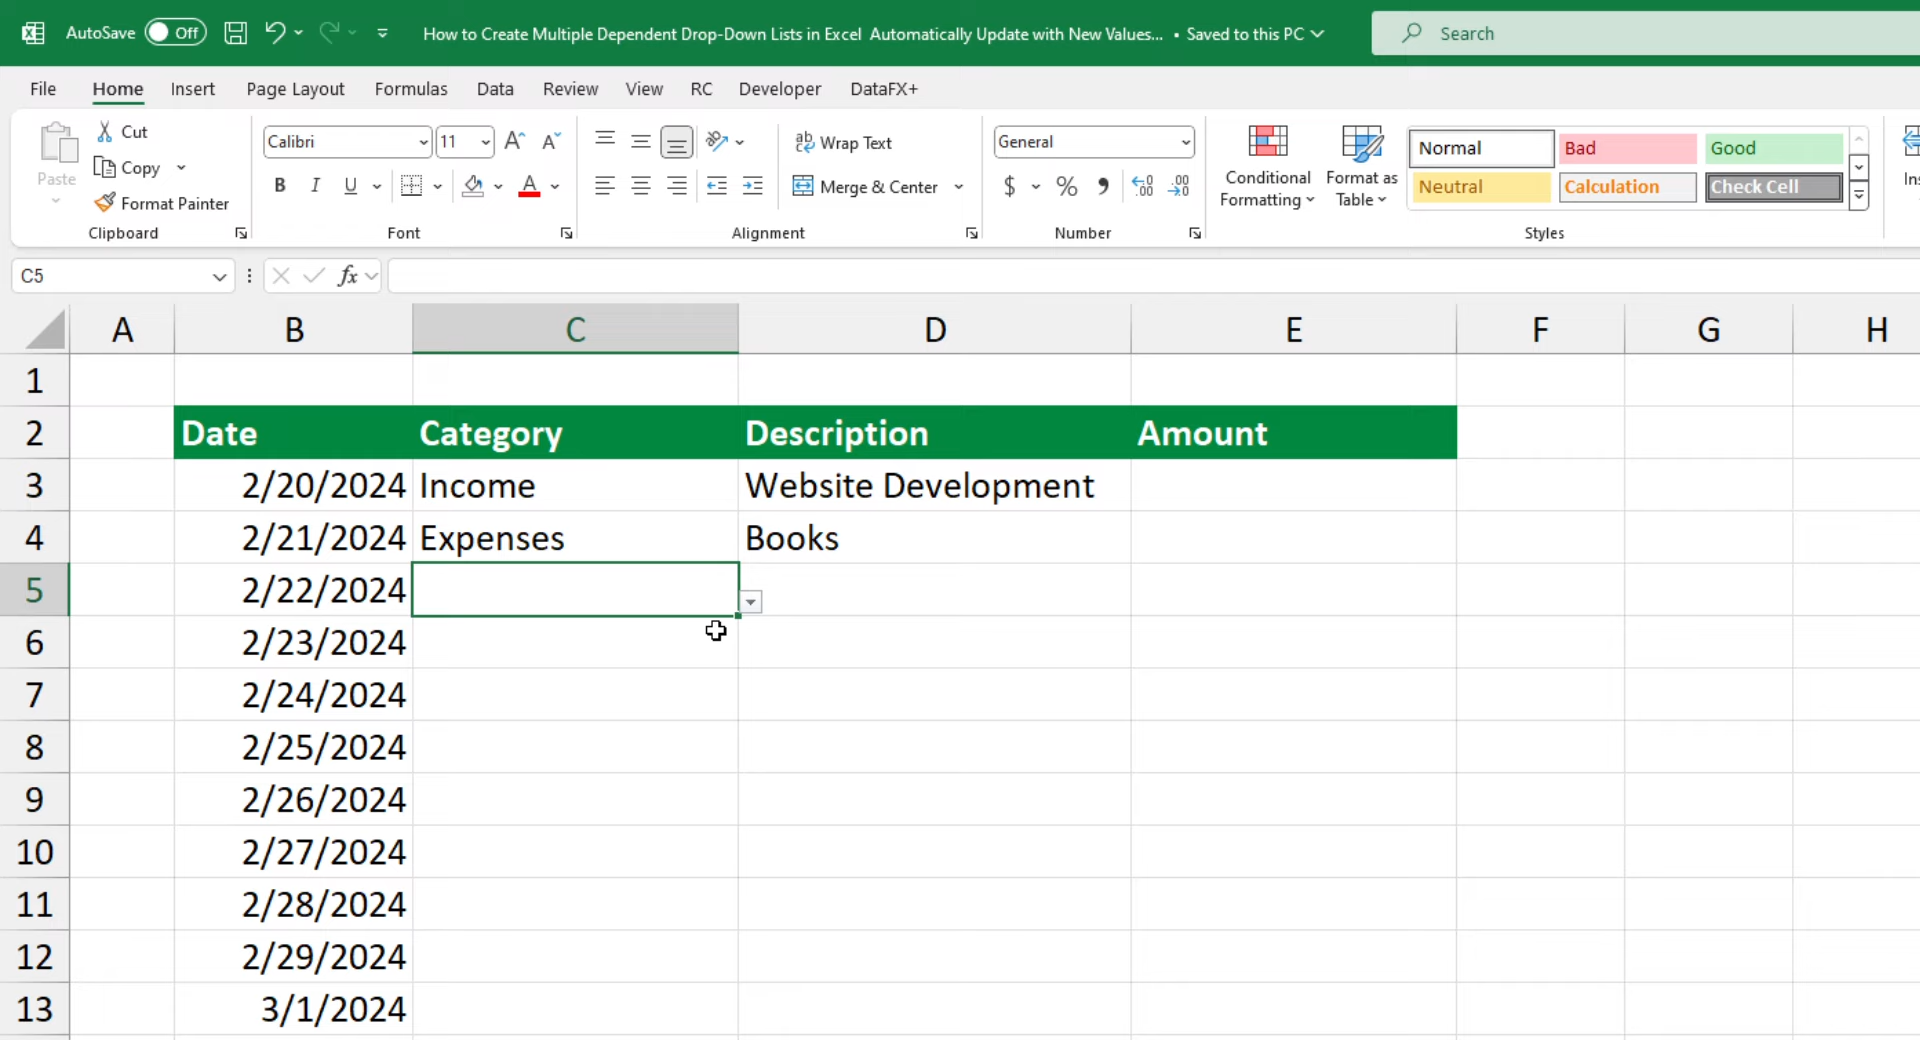 AutoSave Off How to Create Multiple Dependent Drop-Down Lists in Excel Automatically Update with New Values... • Saved to this PC Search
File Home Insert Page Layout Formulas Data Review View RC Developer DataFX+
Paste
Cut
Copy
Format Painter
Clipboard
Calibri 11
A A
B I U A
Font
ab Wrap Text
Merge & Center
Alignment
General
$ % 9 .00
Number
Conditional Formatting
Format as Table
Normal Bad Good
Neutral Calculation Check Cell
Styles
C5 fx
A B C D E F G H
1
2 Date Category Description Amount
3 2/20/2024 Income Website Development
4 2/21/2024 Expenses Books
5 2/22/2024
6 2/23/2024
7 2/24/2024
8 2/25/2024
9 2/26/2024
10 2/27/2024
11 2/28/2024
12 2/29/2024
13 3/1/2024